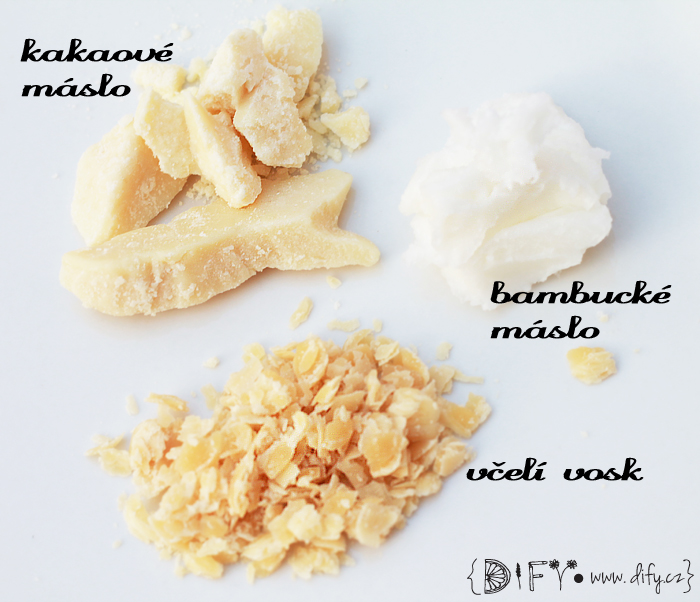 kakaové
máslo
bambucké
máslo
včelí vosk
{DIFY. www.dify.cz}